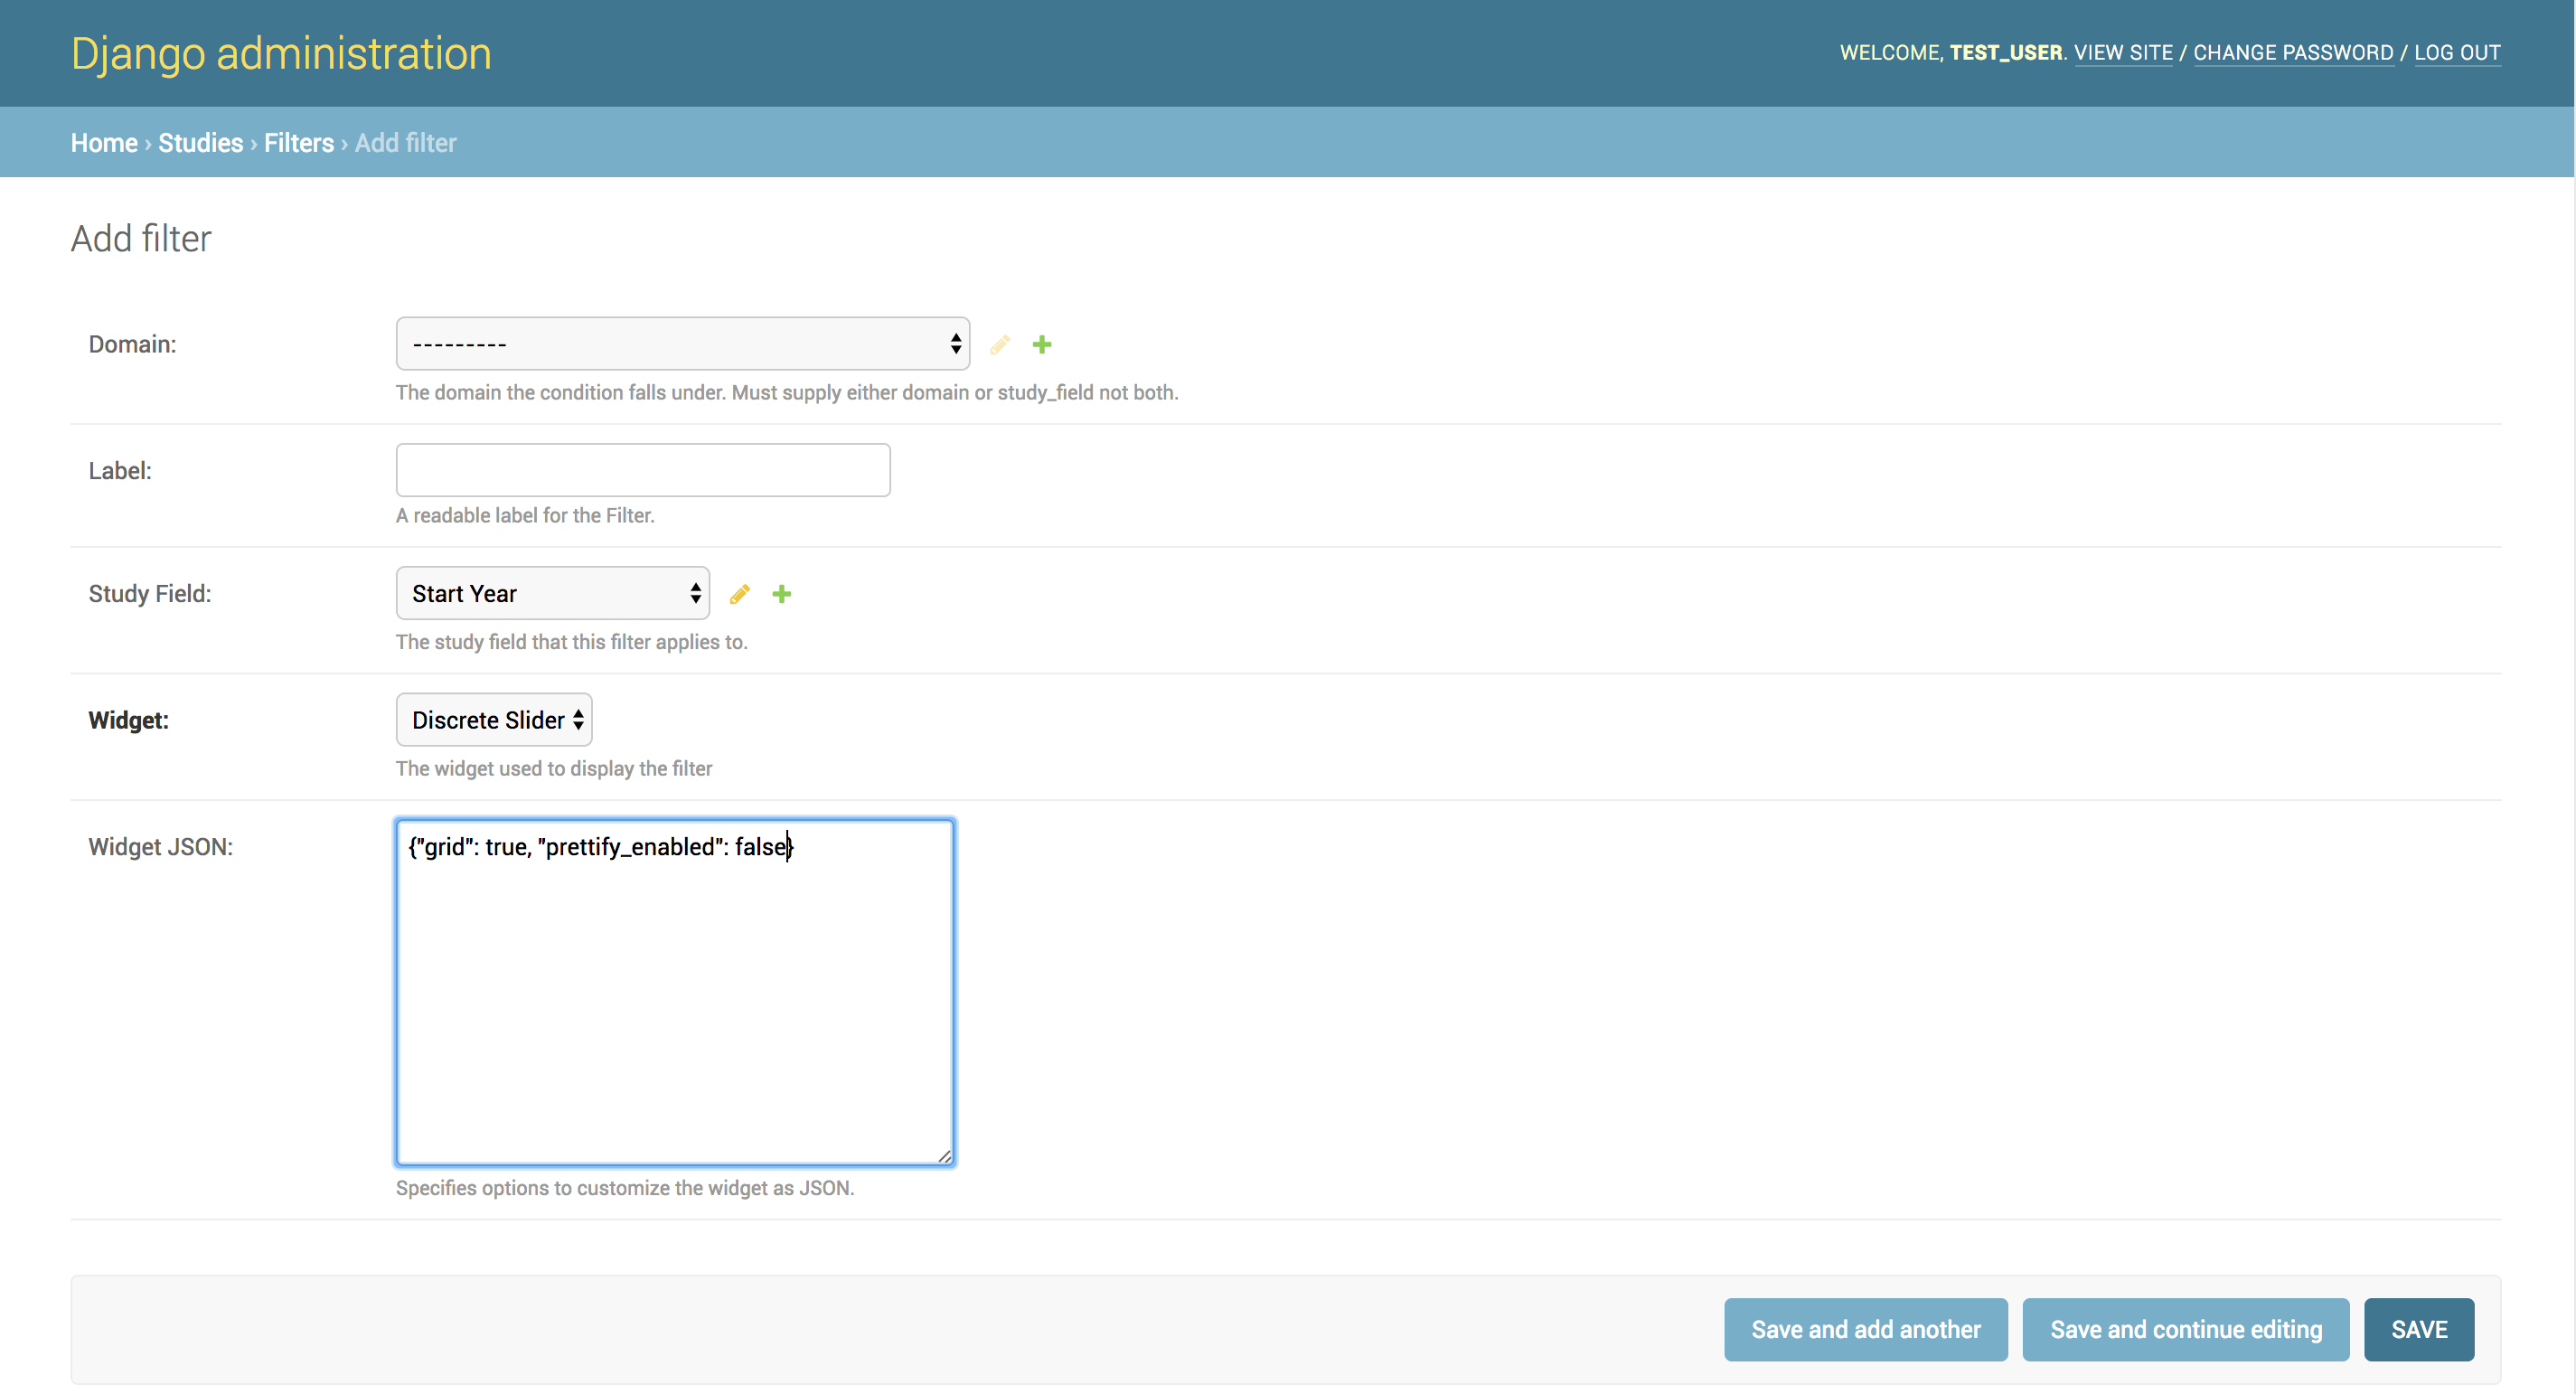 Django administration
WELCOME, TEST_USER. VIEW SITE / CHANGE PASSWORD / LOG OUT
Home › Studies › Filters › Add filter
Add filter
Domain:
---------
The domain the condition falls under. Must supply either domain or study_field not both.
Label:
A readable label for the Filter.
Study Field:
Start Year
The study field that this filter applies to.
Widget:
Discrete Slider
The widget used to display the filter
Widget JSON:
{"grid": true, "prettify_enabled": false}
Specifies options to customize the widget as JSON.
Save and add another
Save and continue editing
SAVE